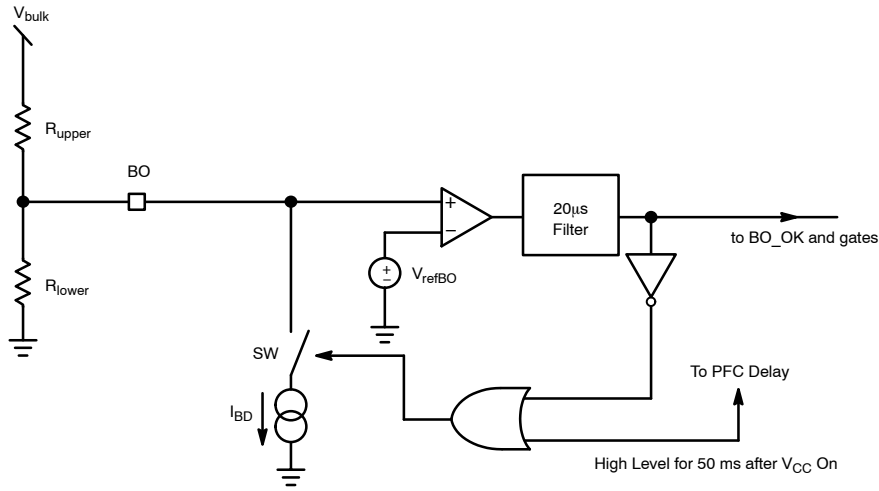 Vbulk
Rupper
BO
+
−
20µs
Filter
to BO_OK and gates
+
−
VrefBO
Rlower
SW
To PFC Delay
IBD
High Level for 50 ms after VCC On